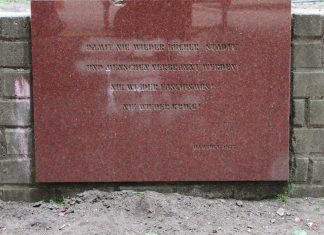 DAMIT NIE WIEDER BÜCHER, STÄDTE
UND MENSCHEN VERBRANNT WERDEN
NIE WIEDER FASCHISMUS!
NIE WIEDER KRIEG!